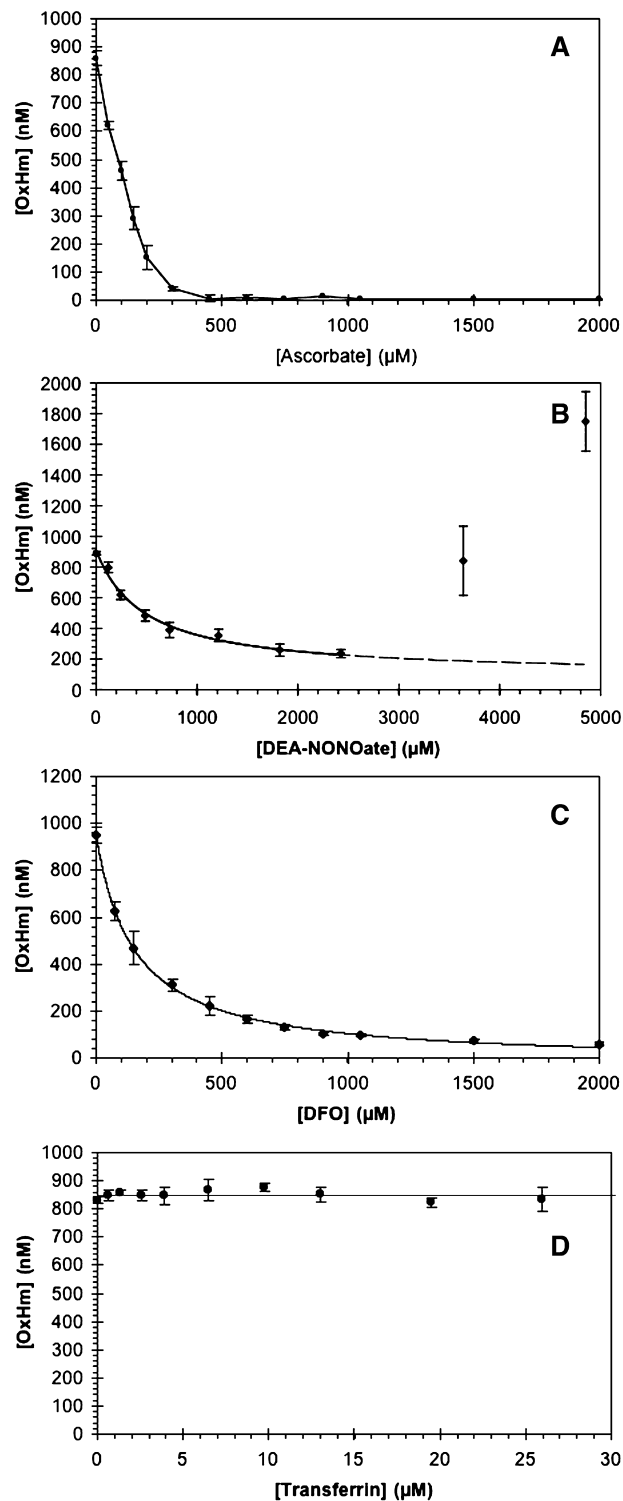 A
[OxHm] (nM)
1000
900
800
700
600
500
400
300
200
100
0
0 500 1000 1500 2000
[Ascorbate] (µM)
B
[OxHm] (nM)
2000
1800
1600
1400
1200
1000
800
600
400
200
0
0 1000 2000 3000 4000 5000
[DEA-NONOate] (µM)
C
[OxHm] (nM)
1200
1000
800
600
400
200
0
0 500 1000 1500 2000
[DFO] (µM)
D
[OxHm] (nM)
1000
900
800
700
600
500
400
300
200
100
0
0 5 10 15 20 25 30
[Transferrin] (µM)